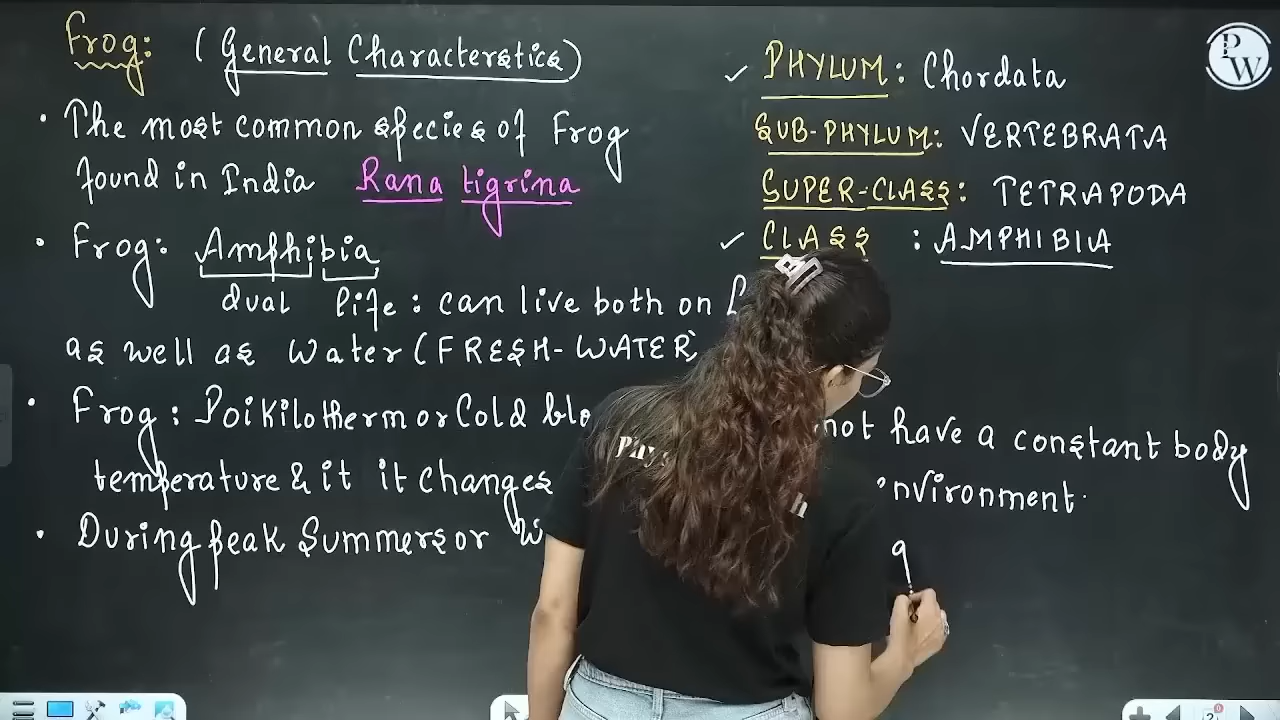 Frog: (General Characterstics)
• The most common species of Frog
found in India Rana tigrina
• Frog: Amphibia
dual life: can live both on
as well as Water (FRESH-WATER)
• Frog: Poikilotherm or Cold not have a constant body
temperature & it it changes
• During peak Summers or
✓ PHYLUM: Chordata
SUB-PHYLUM: VERTEBRATA
SUPER-CLASS: TETRAPODA
✓ CLASS : AMPHIBIA
PW